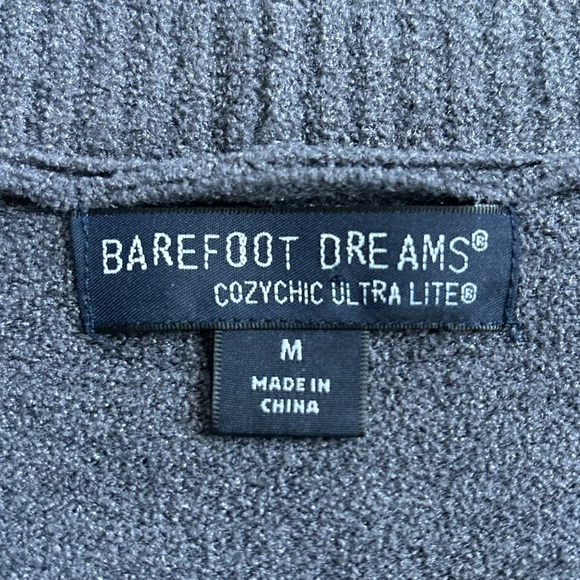 BAREFOOT DREAMS®
COZYCHIC ULTRA LITE®
M
MADE IN
CHINA